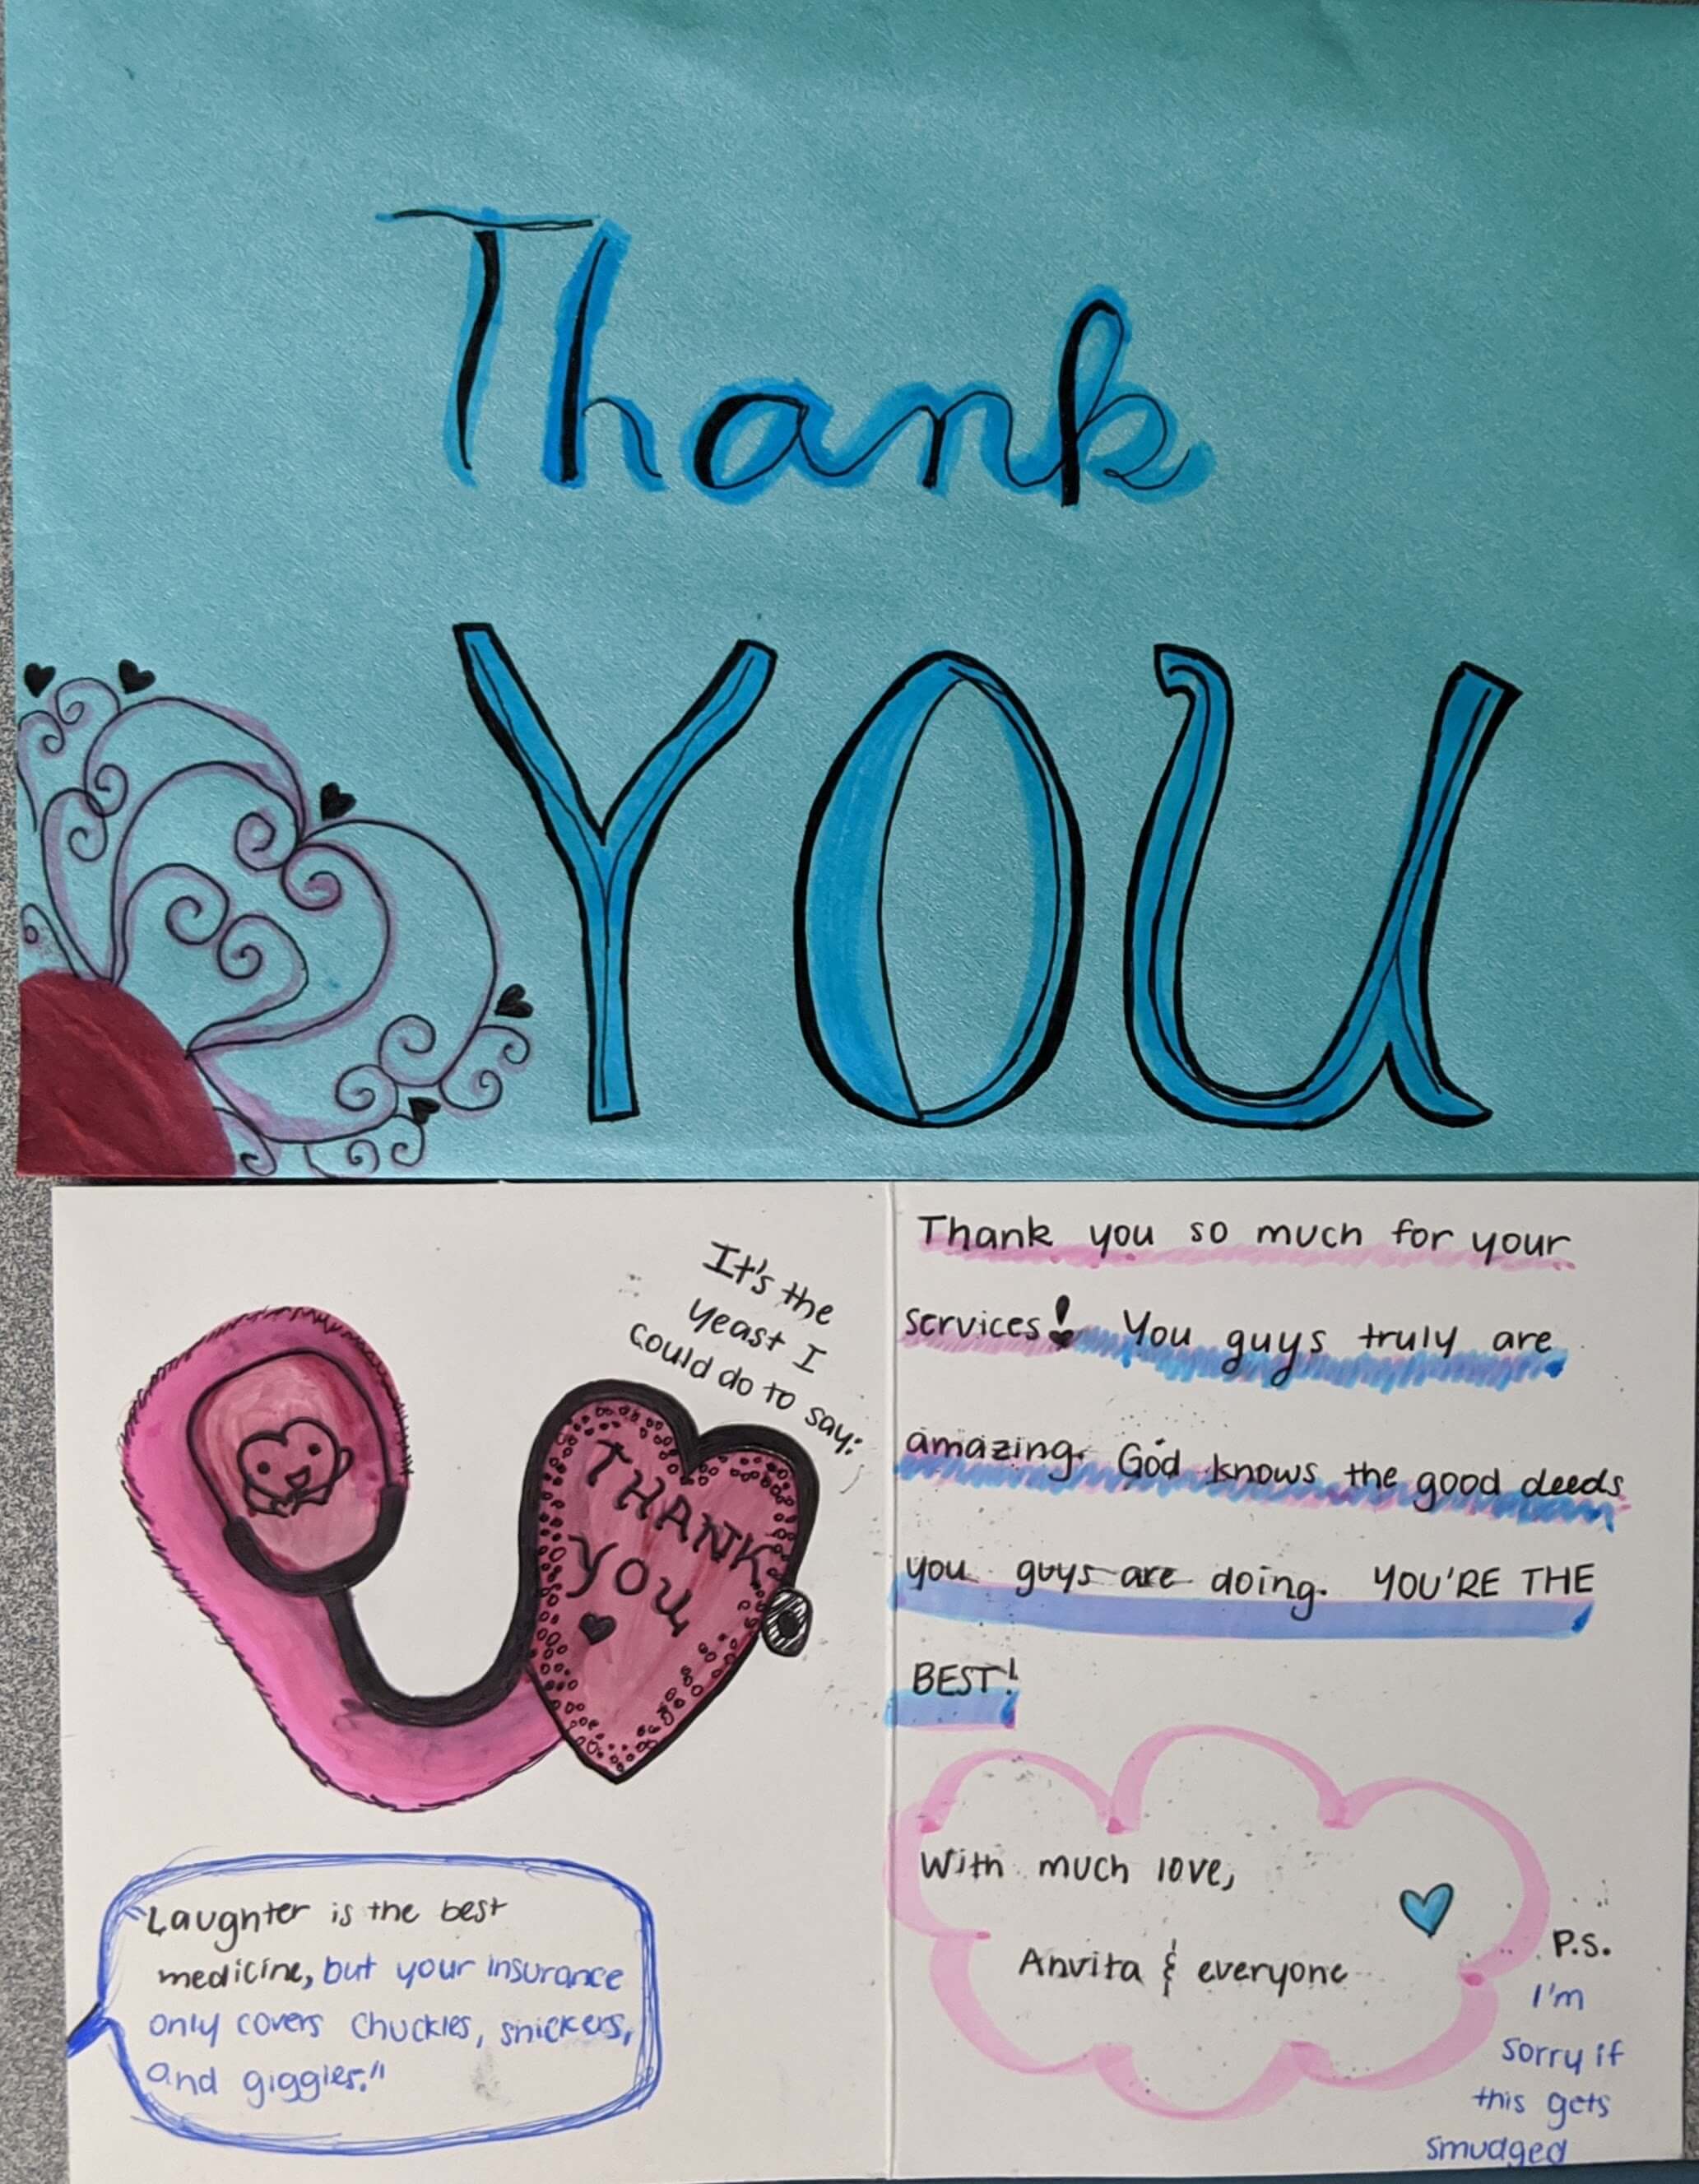 Thank
YOU
It's the
yeast I
could do to say:
THANK
YOU
"Laughter is the best
medicine, but your insurance
only covers chuckles, snickers,
and giggles."
Thank you so much for your
services! You guys truly are
amazing. God knows the good deeds
you guys are doing. YOU'RE THE
BEST!
With much love,
Anvita & everyone
P.S.
I'm
sorry if
this gets
smudged